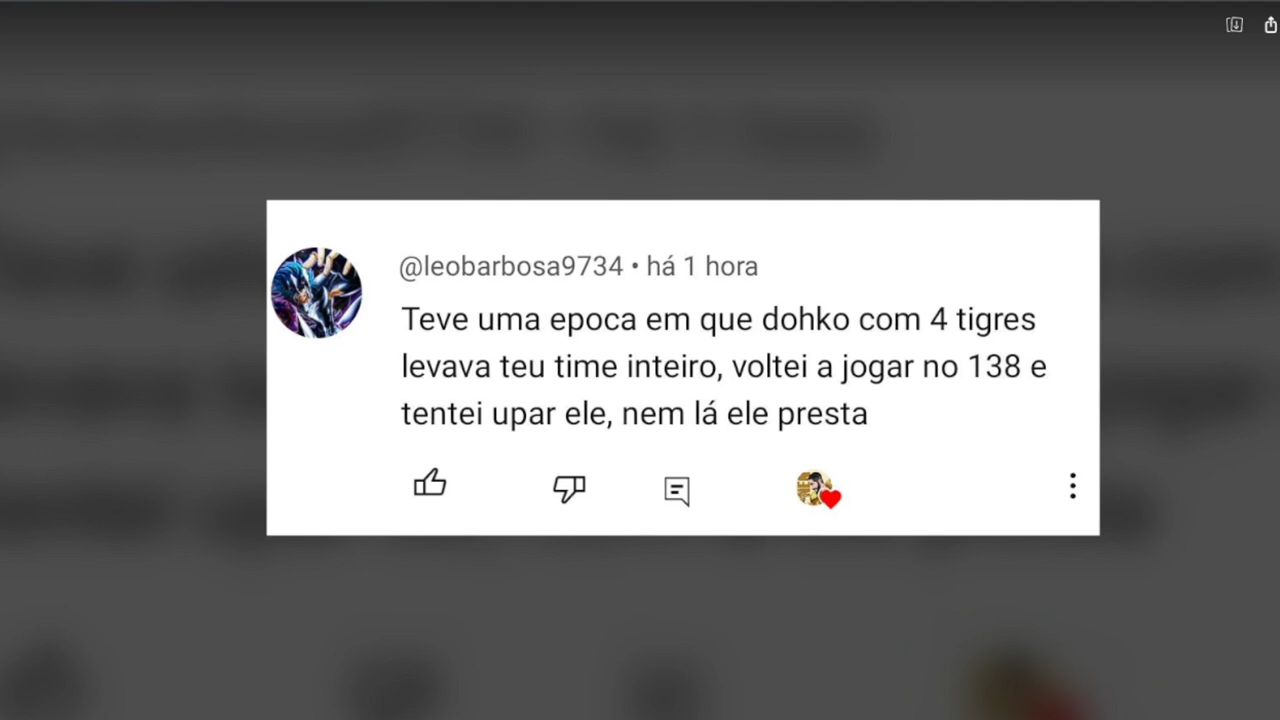 @leobarbosa9734 • há 1 hora
Teve uma epoca em que dohko com 4 tigres
levava teu time inteiro, voltei a jogar no 138 e
tentei upar ele, nem lá ele presta